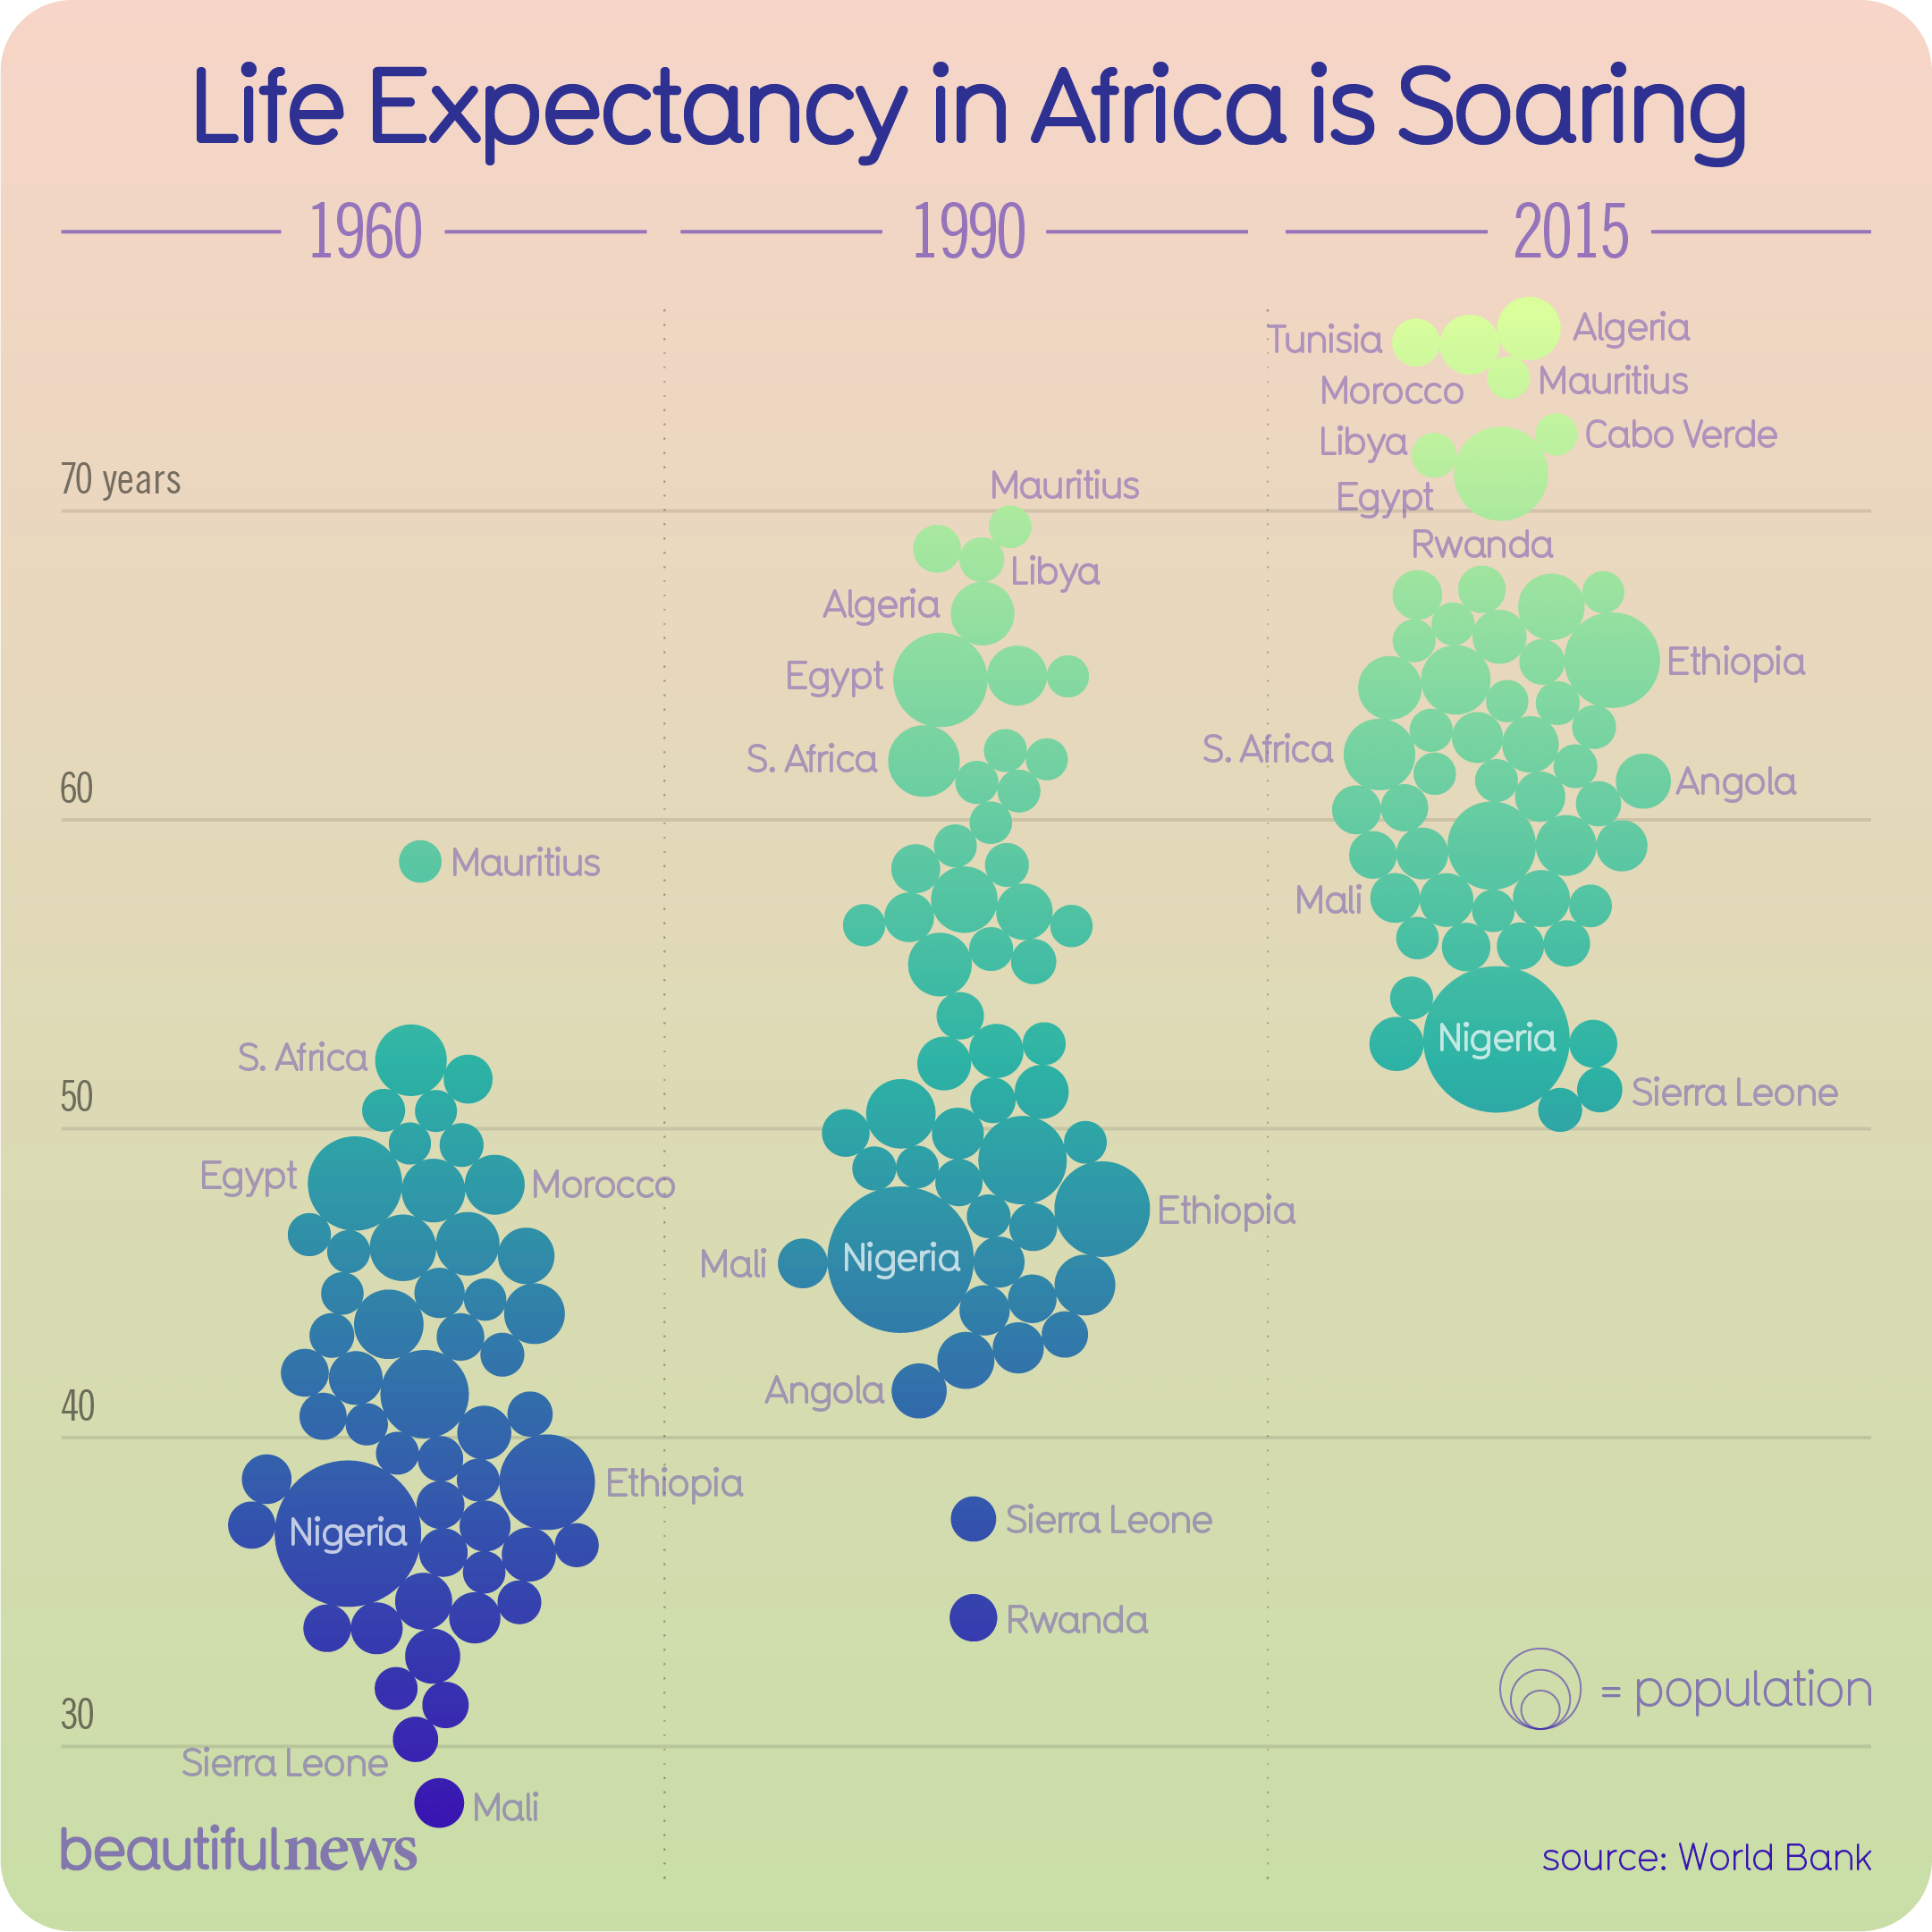 Life Expectancy in Africa is Soaring
1960
1990
2015
Tunisia
Algeria
Morocco
Mauritius
Libya
Cabo Verde
Egypt
70 years
Mauritius
Rwanda
Libya
Algeria
Egypt
Ethiopia
S. Africa
S. Africa
Angola
60
Mauritius
Mali
S. Africa
Nigeria
50
Sierra Leone
Egypt
Morocco
Ethiopia
Mali
Nigeria
Angola
40
Ethiopia
Nigeria
Sierra Leone
Rwanda
= population
30
Sierra Leone
Mali
beautifulnews
source: World Bank